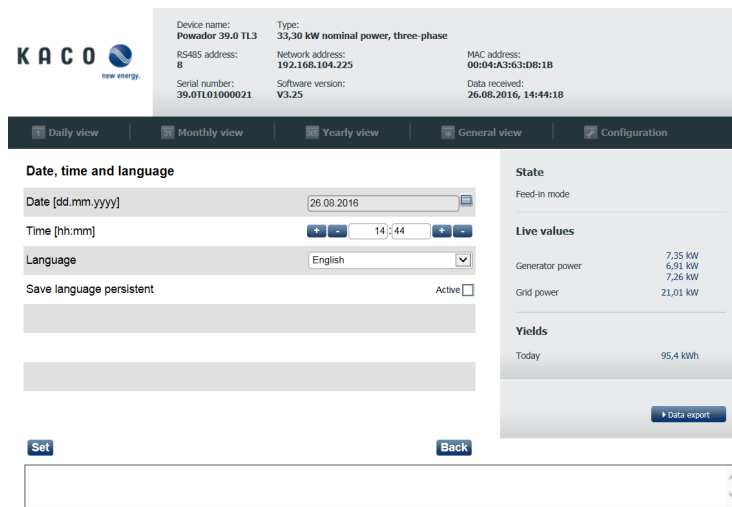 KACO
new energy.
Device name:
Powador 39.0 TL3
Type:
33,30 kW nominal power, three-phase
RS485 address:
8
Network address:
192.168.104.225
MAC address:
00:04:A3:63:D8:1B
Serial number:
39.0TL01000021
Software version:
V3.25
Data received:
26.08.2016, 14:44:18
Daily view
Monthly view
Yearly view
General view
Configuration
Date, time and language
Date [dd.mm.yyyy]
26.08.2016
Time [hh:mm]
+ - 14 : 44 + -
Language
English
Save language persistent
Active
Set
Back
State
Feed-in mode
Live values
Generator power
7,35 kW
6,91 kW
7,26 kW
Grid power
21,01 kW
Yields
Today
95,4 kWh
Data export